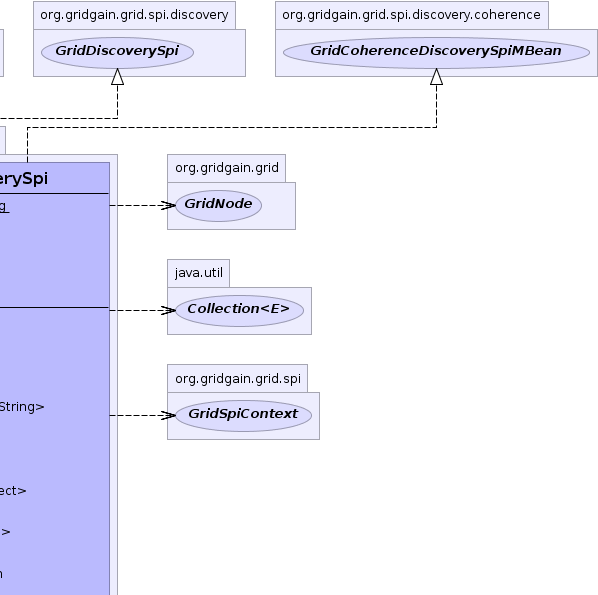 org.gridgain.grid.spi.discovery
GridDiscoverySpi
org.gridgain.grid.spi.discovery.coherence
GridCoherenceDiscoverySpiMBean
erySpi
g
org.gridgain.grid
GridNode
java.util
Collection<E>
org.gridgain.grid.spi
GridSpiContext
String>
ect>
>
n